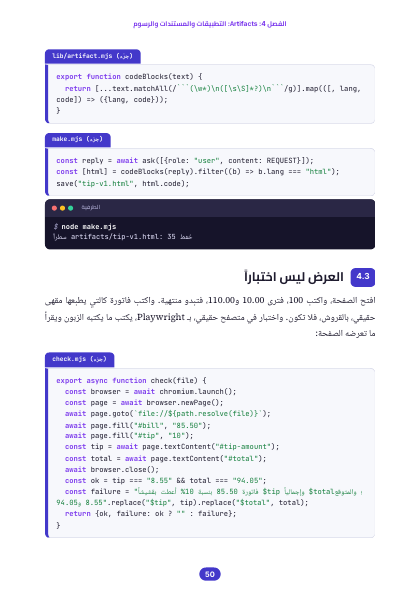 الفصل 4: Artifacts: التطبيقات والمستندات والرسوم
lib/artifact.mjs (جزء)
export function codeBlocks(text) {
  return [...text.matchAll(/```(\w*)\n([\s\S]*?)\n```/g)].map(([, lang,
code]) => ({lang, code}));
}
make.mjs (جزء)
const reply = await ask([{role: "user", content: REQUEST}]);
const [html] = codeBlocks(reply).filter((b) => b.lang === "html");
save("tip-v1.html", html.code);
الطرفية
$ node make.mjs
حُفظ artifacts/tip-v1.html: 35 سطراً
4.3 العرض ليس اختباراً
افتح الصفحة، واكتب 100، فترى 10.00 و110.00، فتبدو منتهية. واكتب فاتورة كالتي يطبعها مقهى
حقيقي، بالقروش، فلا تكون. واختبار في متصفح حقيقي، بـ Playwright، يكتب ما يكتبه الزبون ويقرأ
ما تعرضه الصفحة:
check.mjs (جزء)
export async function check(file) {
  const browser = await chromium.launch();
  const page = await browser.newPage();
  await page.goto(`file://${path.resolve(file)}`);
  await page.fill("#bill", "85.50");
  await page.fill("#tip", "10");
  const tip = await page.textContent("#tip-amount");
  const total = await page.textContent("#total");
  await browser.close();
  const ok = tip === "8.55" && total === "94.05";
  const failure = "فاتورة 85.50 بنسبة 10% أعطت بقشيشاً $tip وإجمالياً $total، والمتوقع
8.55 و94.05".replace("$tip", tip).replace("$total", total);
  return {ok, failure: ok ? "" : failure};
}
50